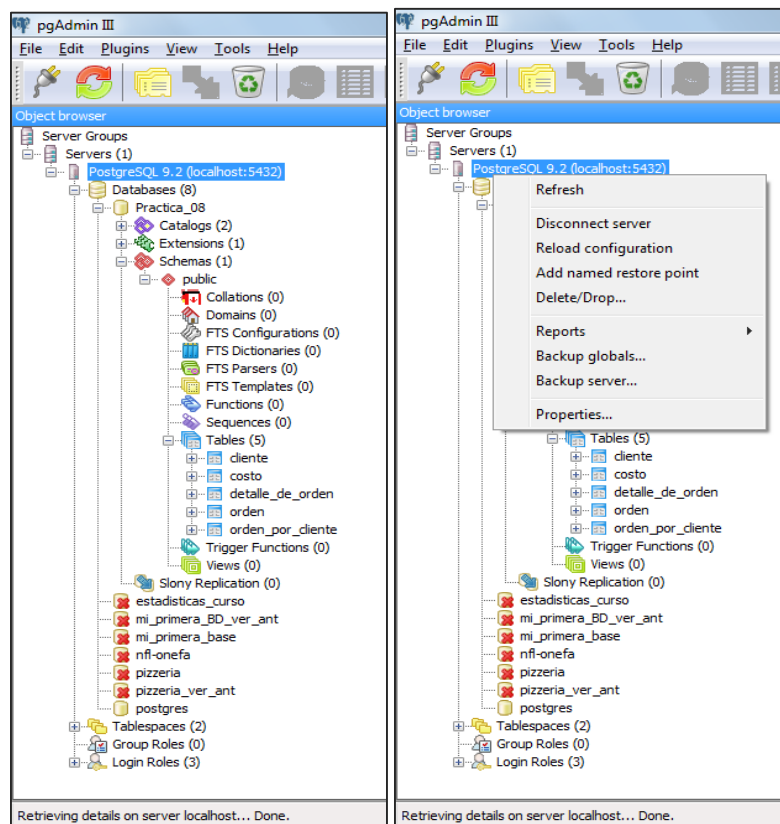 pgAdmin III
File Edit Plugins View Tools Help
Object browser
Server Groups
Servers (1)
PostgreSQL 9.2 (localhost:5432)
Databases (8)
Practica_08
Catalogs (2)
Extensions (1)
Schemas (1)
public
Collations (0)
Domains (0)
FTS Configurations (0)
FTS Dictionaries (0)
FTS Parsers (0)
FTS Templates (0)
Functions (0)
Sequences (0)
Tables (5)
cliente
costo
detalle_de_orden
orden
orden_por_cliente
Trigger Functions (0)
Views (0)
Slony Replication (0)
estadisticas_curso
mi_primera_BD_ver_ant
mi_primera_base
nfl-onefa
pizzeria
pizzeria_ver_ant
postgres
Tablespaces (2)
Group Roles (0)
Login Roles (3)
Retrieving details on server localhost... Done.
pgAdmin III
File Edit Plugins View Tools Help
Object browser
Server Groups
Servers (1)
PostgreSQL 9.2 (localhost:5432)
Refresh
Disconnect server
Reload configuration
Add named restore point
Delete/Drop...
Reports
Backup globals...
Backup server...
Properties...
Tables (5)
cliente
costo
detalle_de_orden
orden
orden_por_cliente
Trigger Functions (0)
Views (0)
Slony Replication (0)
estadisticas_curso
mi_primera_BD_ver_ant
mi_primera_base
nfl-onefa
pizzeria
pizzeria_ver_ant
postgres
Tablespaces (2)
Group Roles (0)
Login Roles (3)
Retrieving details on server localhost... Done.